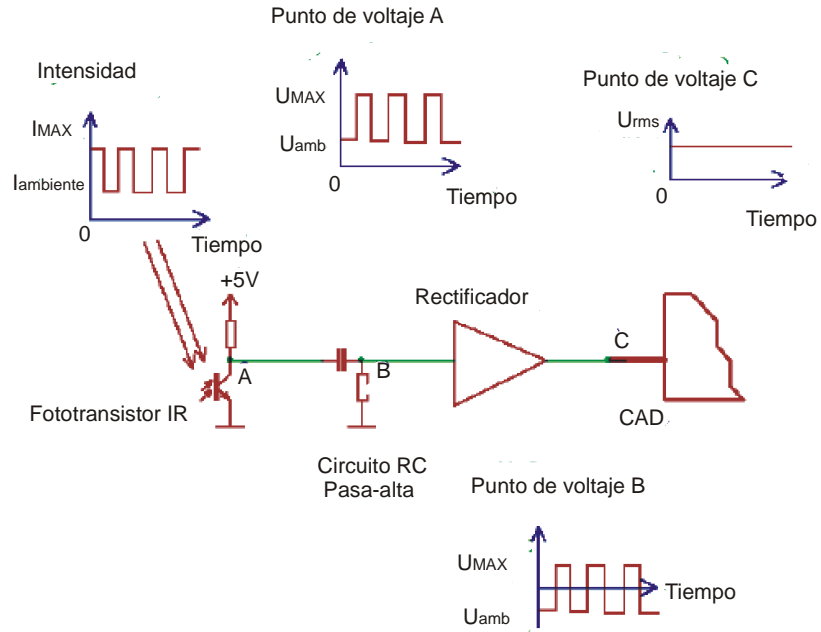 Punto de voltaje A
Intensidad
IMAX
Iambiente
0
Tiempo
UMAX
Uamb
0
Tiempo
Punto de voltaje C
Urms
0
Tiempo
+5V
A
Fototransistor IR
B
Circuito RC
Pasa-alta
Rectificador
C
CAD
Punto de voltaje B
UMAX
Uamb
Tiempo